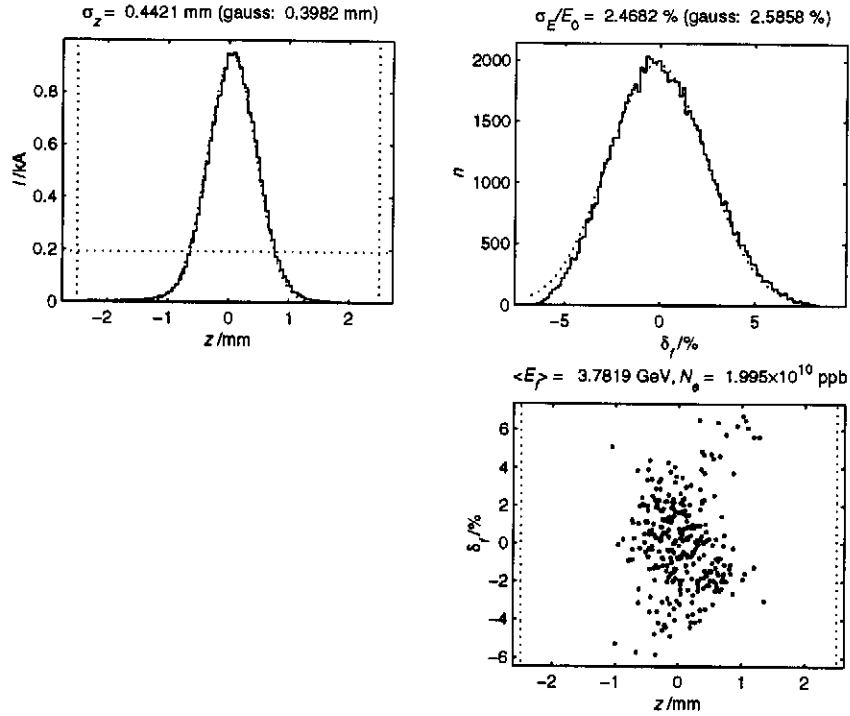 σz = 0.4421 mm (gauss: 0.3982 mm)
I /kA
0.8
0.6
0.4
0.2
0
−2 −1 0 1 2
z/mm
σE/E0 = 2.4682 % (gauss: 2.5858 %)
n
2000
1500
1000
500
0
−5 0 5
δf/%
<Ef> = 3.7819 GeV, Ne = 1.995×10^10 ppb
δf/%
6
4
2
0
−2
−4
−6
−2 −1 0 1 2
z/mm